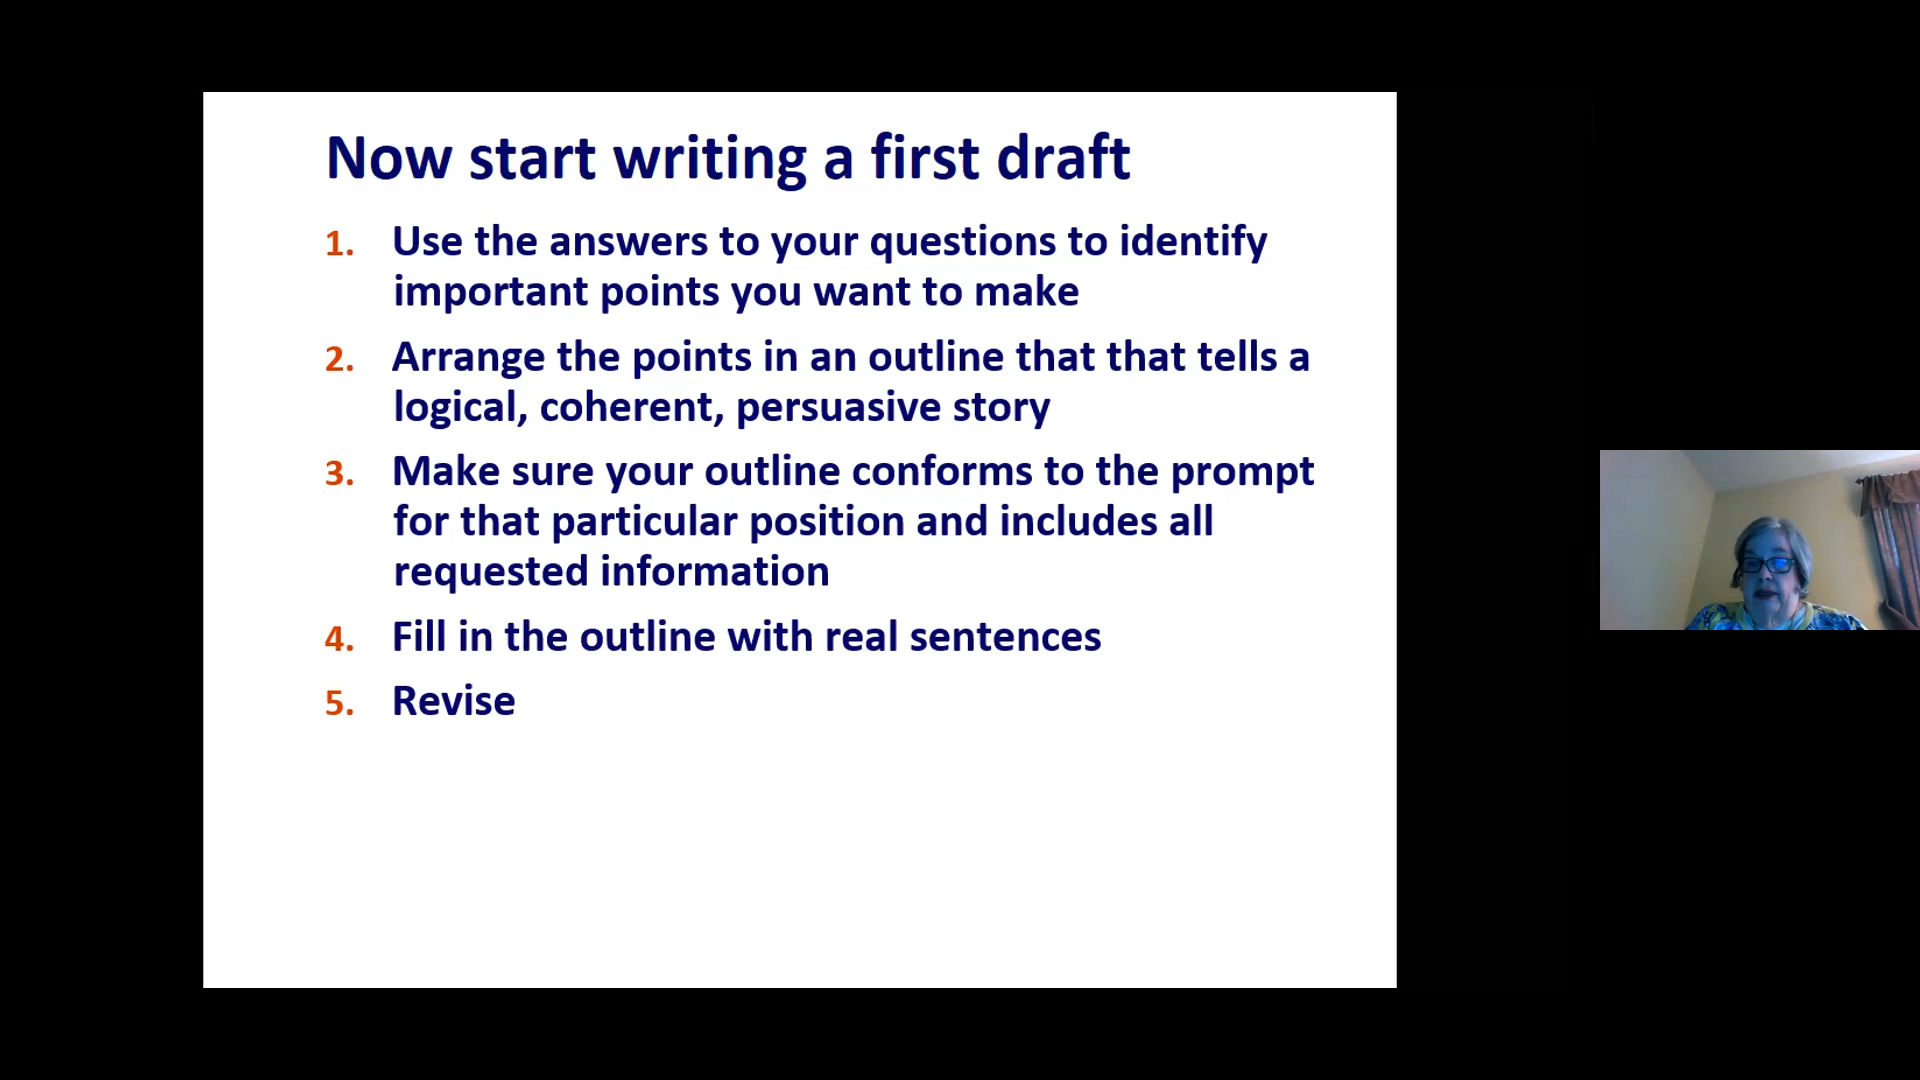 Now start writing a first draft
1. Use the answers to your questions to identify
important points you want to make
2. Arrange the points in an outline that that tells a
logical, coherent, persuasive story
3. Make sure your outline conforms to the prompt
for that particular position and includes all
requested information
4. Fill in the outline with real sentences
5. Revise